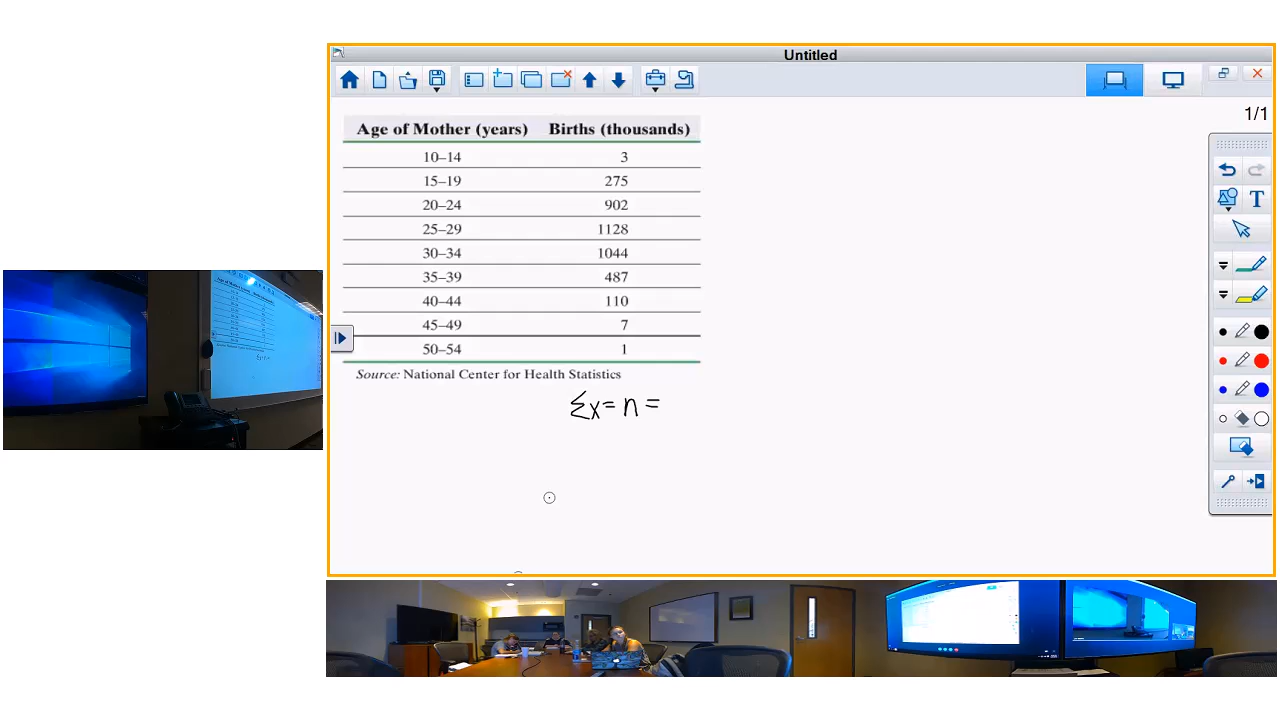 Untitled
1/1
Age of Mother (years) Births (thousands)
10–14 3
15–19 275
20–24 902
25–29 1128
30–34 1044
35–39 487
40–44 110
45–49 7
50–54 1
Source: National Center for Health Statistics
Σx = n =
T